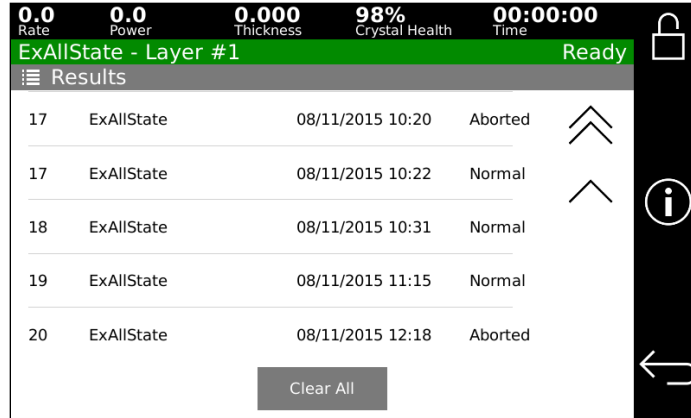 0.0 0.0 0.000 98% 00:00:00
Rate Power Thickness Crystal Health Time
ExAllState - Layer #1 Ready
Results
17 ExAllState 08/11/2015 10:20 Aborted
17 ExAllState 08/11/2015 10:22 Normal
18 ExAllState 08/11/2015 10:31 Normal
19 ExAllState 08/11/2015 11:15 Normal
20 ExAllState 08/11/2015 12:18 Aborted
Clear All